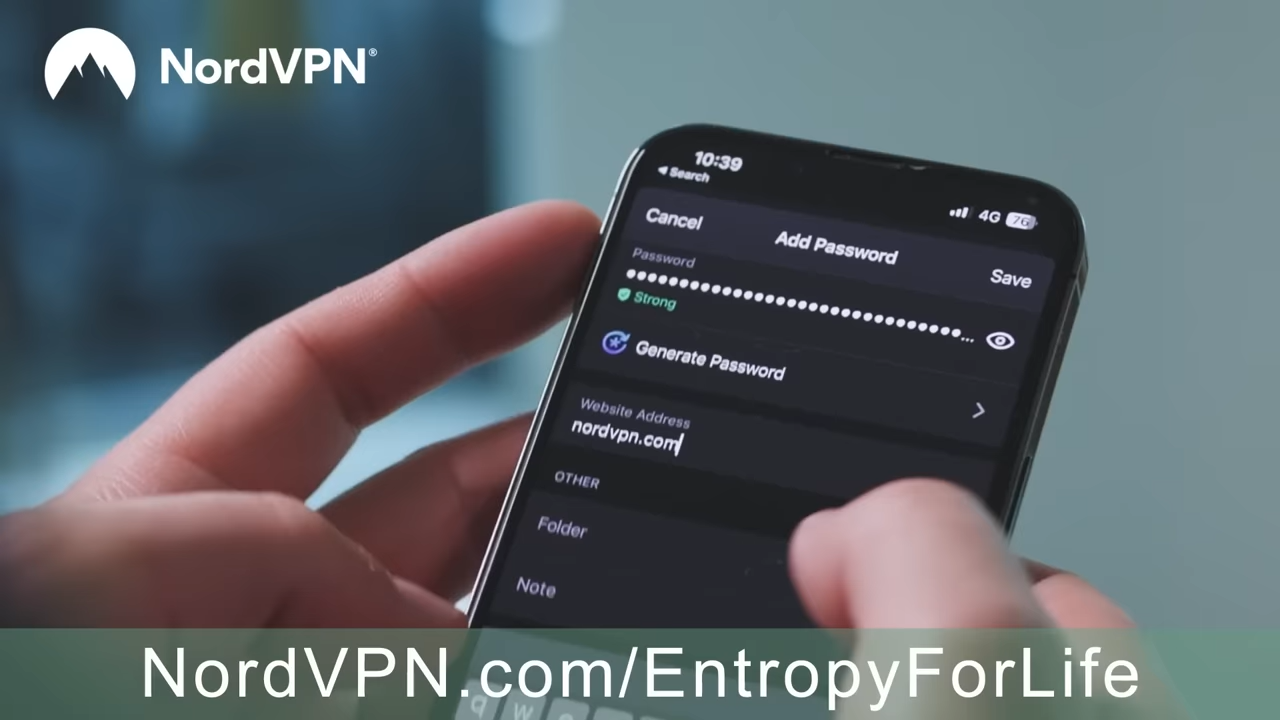 NordVPN®
10:39
Search
4G
Cancel
Add Password
Save
Password
Strong
Generate Password
Website Address
nordvpn.com
OTHER
Folder
Note
NordVPN.com/EntropyForLife
q w e